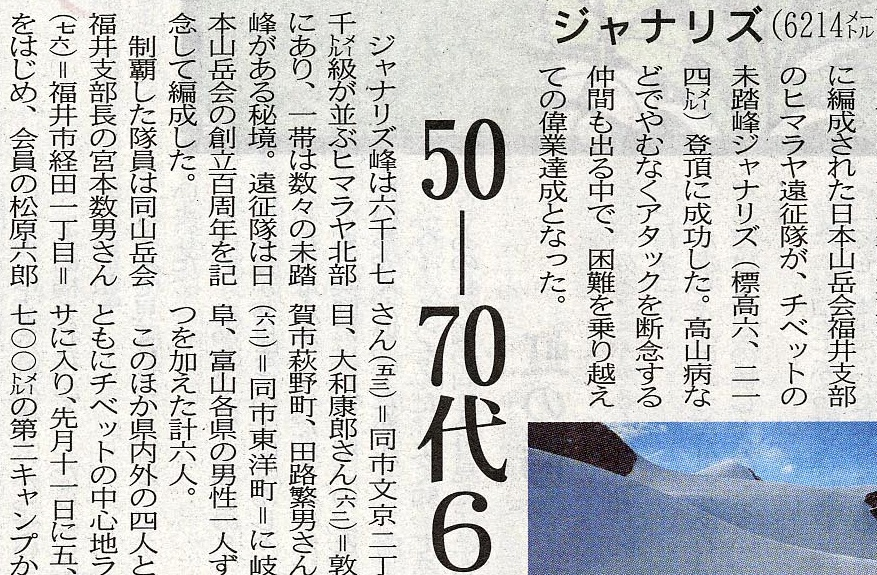 ジャナリズ(6214㍍
に編成された日本山岳会福井支部
のヒマラヤ遠征隊が、チベットの
未踏峰ジャナリズ(標高六、二一
四㍍)登頂に成功した。高山病な
どでやむなくアタックを断念する
仲間も出る中で、困難を乗り越え
ての偉業達成となった。
50―70代6
ジャナリズ峰は六千―七
千㍍級が並ぶヒマラヤ北部
にあり、一帯は数々の未踏
峰がある秘境。遠征隊は日
本山岳会の創立百周年を記
念して編成した。
制覇した隊員は同山岳会
福井支部長の宮本数男さん
(七六)=福井市経田一丁目=
をはじめ、会員の松原六郎
さん(五三)=同市文京二丁
目、大和康郎さん(六二)=敦
賀市萩野町、田路繁男さん
(六二)=同市東洋町=に岐
阜、富山各県の男性一人ず
つを加えた計六人。
このほか県内外の四人と
ともにチベットの中心地ラ
サに入り、先月十一日に五、
七〇〇㍍の第二キャンプか